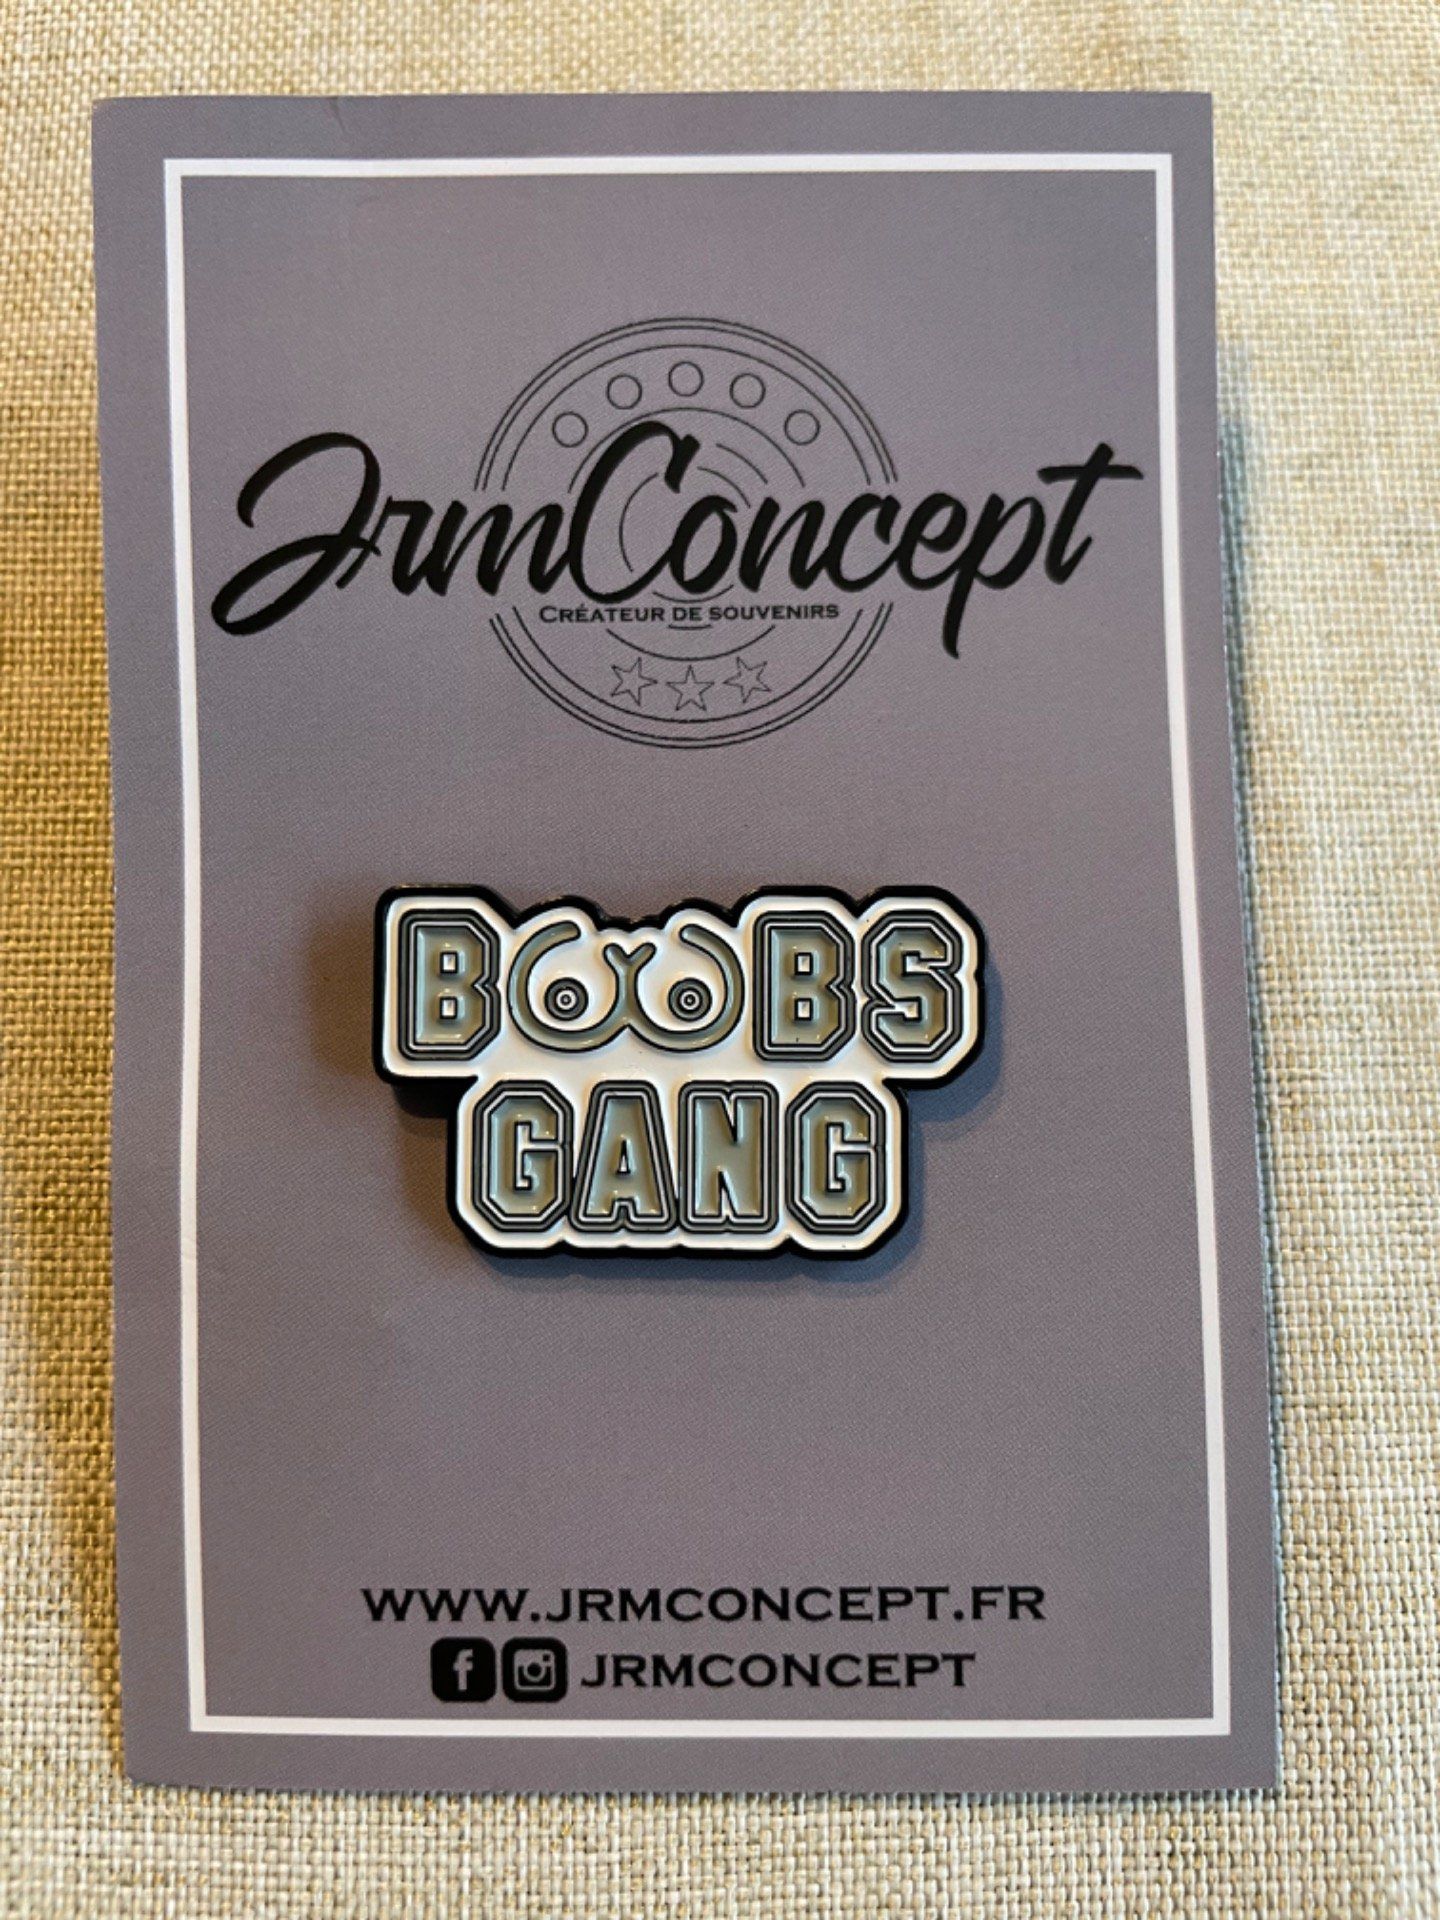 JrmConcept
CRÉATEUR DE SOUVENIRS
BOOBS
GANG
WWW.JRMCONCEPT.FR
f JRMCONCEPT